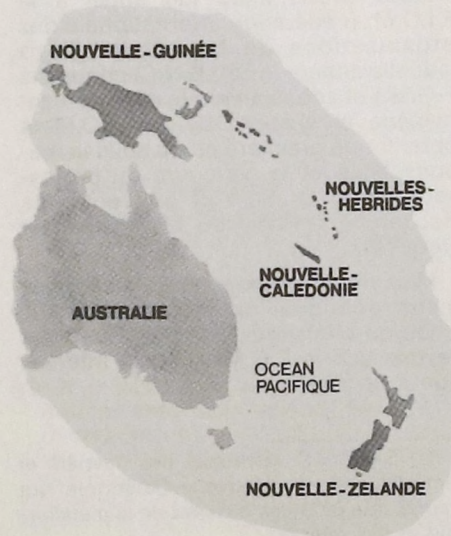 NOUVELLE-GUINÉE
NOUVELLES-
HEBRIDES
NOUVELLE-
CALEDONIE
AUSTRALIE
OCEAN
PACIFIQUE
NOUVELLE-ZELANDE